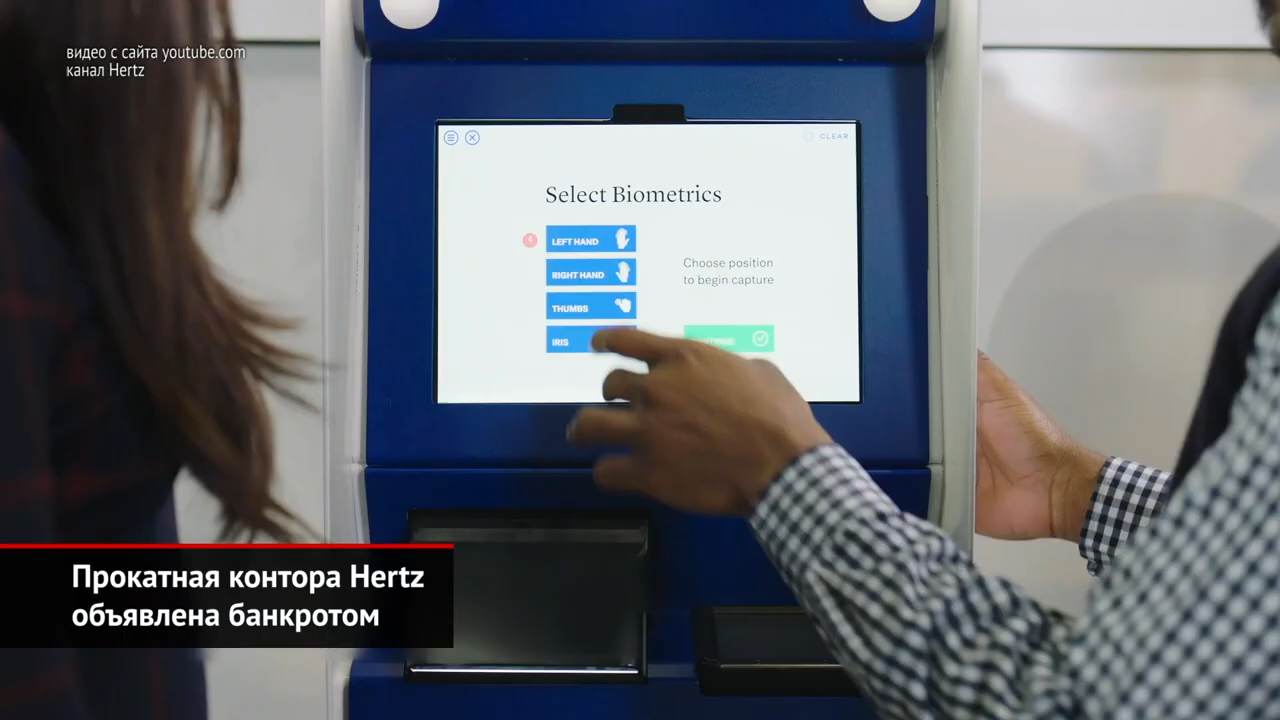 видео с сайта youtube.com
канал Hertz
CLEAR
Select Biometrics
LEFT HAND
RIGHT HAND
THUMBS
IRIS
Choose position
to begin capture
Прокатная контора Hertz
объявлена банкротом